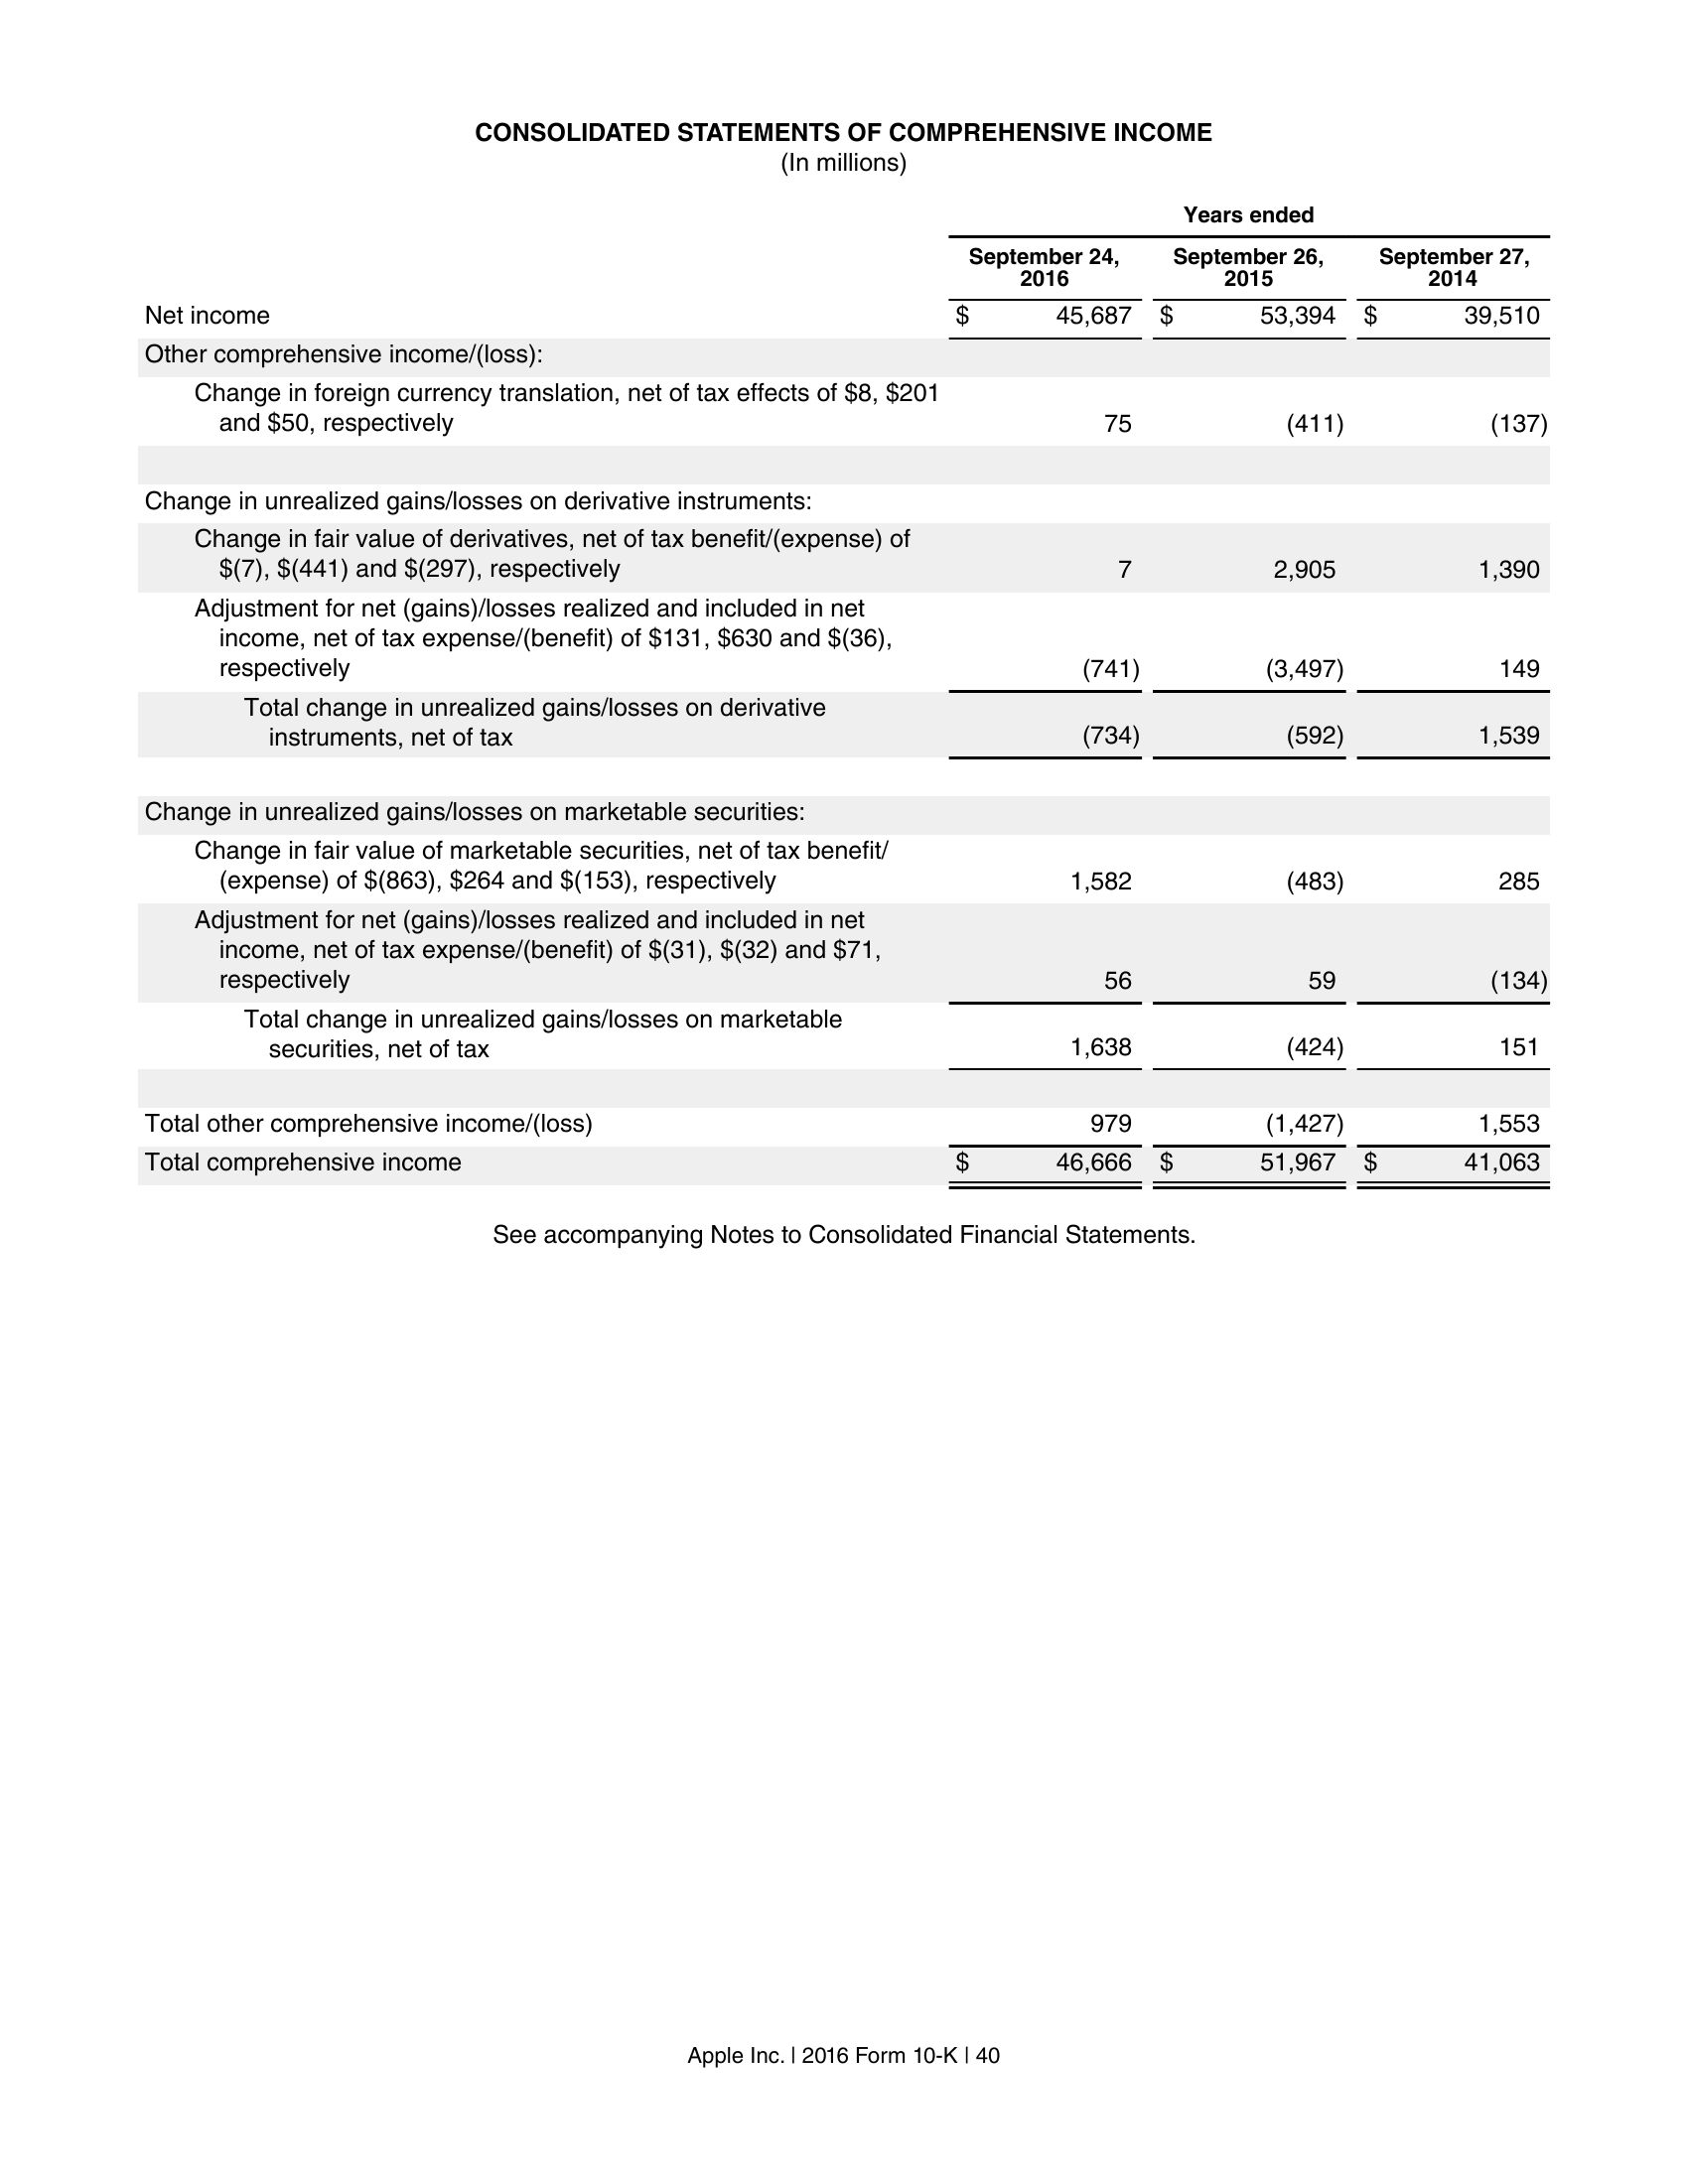 CONSOLIDATED STATEMENTS OF COMPREHENSIVE INCOME
(In millions)
Years ended
September 24, 2016 September 26, 2015 September 27, 2014
Net income $ 45,687 $ 53,394 $ 39,510
Other comprehensive income/(loss):
Change in foreign currency translation, net of tax effects of $8, $201
and $50, respectively 75 (411) (137)
Change in unrealized gains/losses on derivative instruments:
Change in fair value of derivatives, net of tax benefit/(expense) of
$(7), $(441) and $(297), respectively 7 2,905 1,390
Adjustment for net (gains)/losses realized and included in net
income, net of tax expense/(benefit) of $131, $630 and $(36),
respectively (741) (3,497) 149
Total change in unrealized gains/losses on derivative
instruments, net of tax (734) (592) 1,539
Change in unrealized gains/losses on marketable securities:
Change in fair value of marketable securities, net of tax benefit/
(expense) of $(863), $264 and $(153), respectively 1,582 (483) 285
Adjustment for net (gains)/losses realized and included in net
income, net of tax expense/(benefit) of $(31), $(32) and $71,
respectively 56 59 (134)
Total change in unrealized gains/losses on marketable
securities, net of tax 1,638 (424) 151
Total other comprehensive income/(loss) 979 (1,427) 1,553
Total comprehensive income $ 46,666 $ 51,967 $ 41,063
See accompanying Notes to Consolidated Financial Statements.
Apple Inc. | 2016 Form 10-K | 40